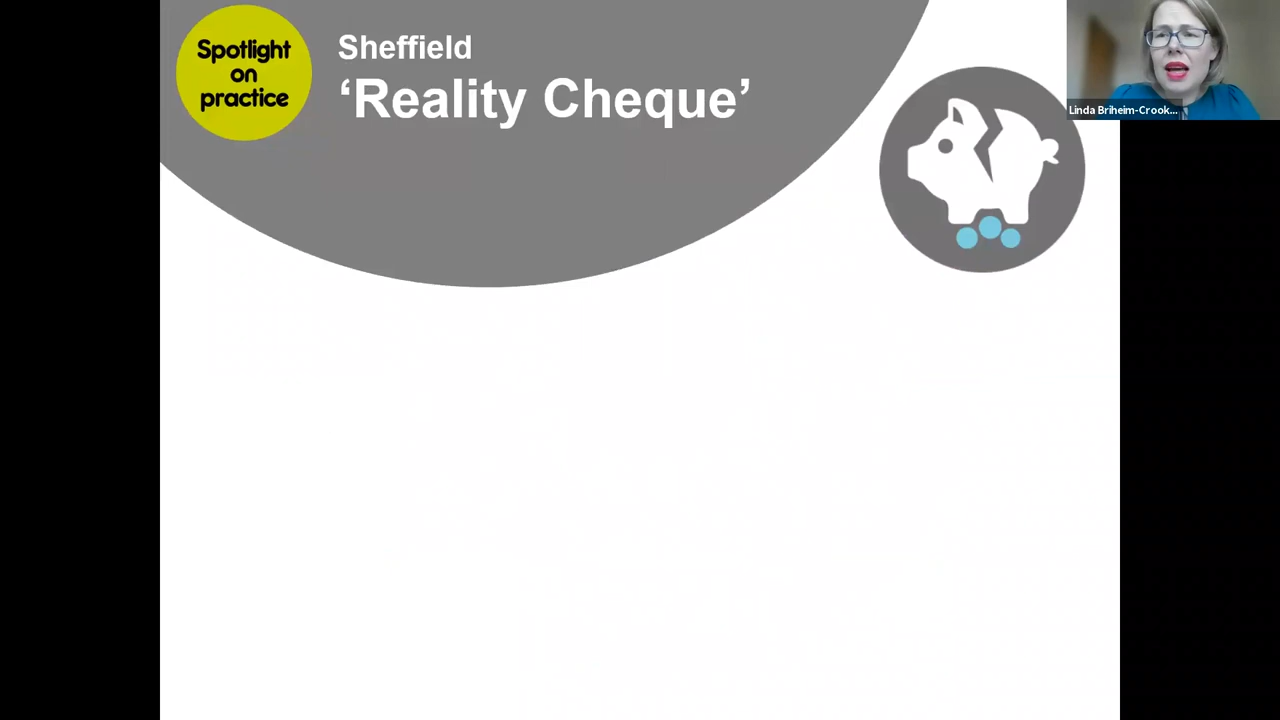 Spotlight
on
practice
Sheffield
‘Reality Cheque’
Linda Briheim-Crook...